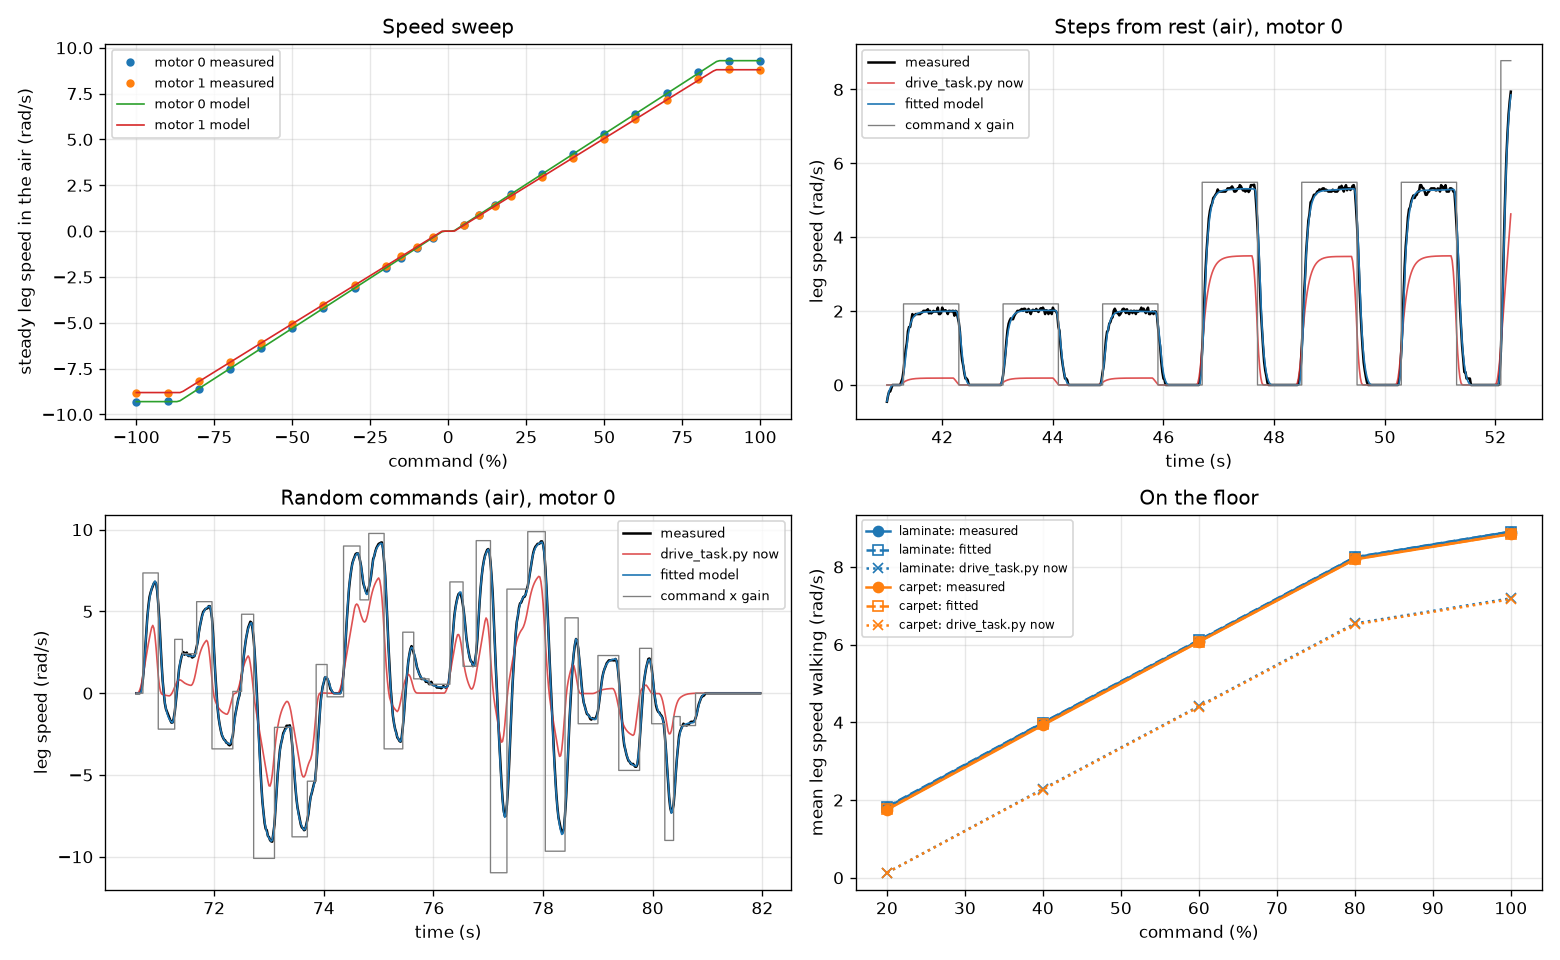 Speed sweep
10.0
7.5
5.0
2.5
0.0
−2.5
−5.0
−7.5
−10.0
steady leg speed in the air (rad/s)
motor 0 measured
motor 1 measured
motor 0 model
motor 1 model
−100 −75 −50 −25 0 25 50 75 100
command (%)
Steps from rest (air), motor 0
8
6
4
2
0
leg speed (rad/s)
measured
drive_task.py now
fitted model
command x gain
42 44 46 48 50 52
time (s)
Random commands (air), motor 0
10
5
0
−5
−10
leg speed (rad/s)
measured
drive_task.py now
fitted model
command x gain
72 74 76 78 80 82
time (s)
On the floor
8
6
4
2
0
mean leg speed walking (rad/s)
laminate: measured
laminate: fitted
laminate: drive_task.py now
carpet: measured
carpet: fitted
carpet: drive_task.py now
20 30 40 50 60 70 80 90 100
command (%)